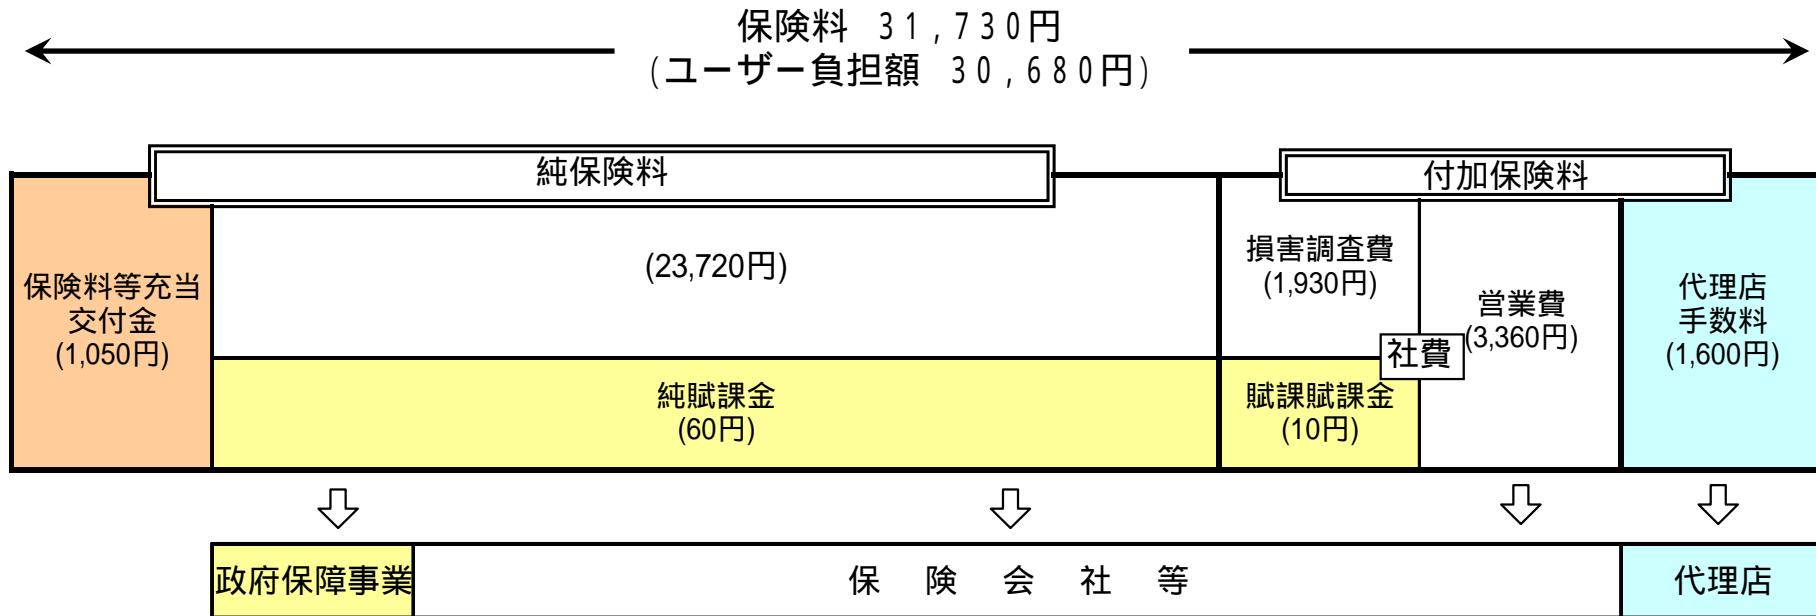 保険料 31,730円
(ユーザー負担額 30,680円)
純保険料
付加保険料
保険料等充当
交付金
(1,050円)
(23,720円)
損害調査費
(1,930円)
営業費
(3,360円)
代理店
手数料
(1,600円)
社費
純賦課金
(60円)
賦課賦課金
(10円)
政府保障事業
保険会社等
代理店